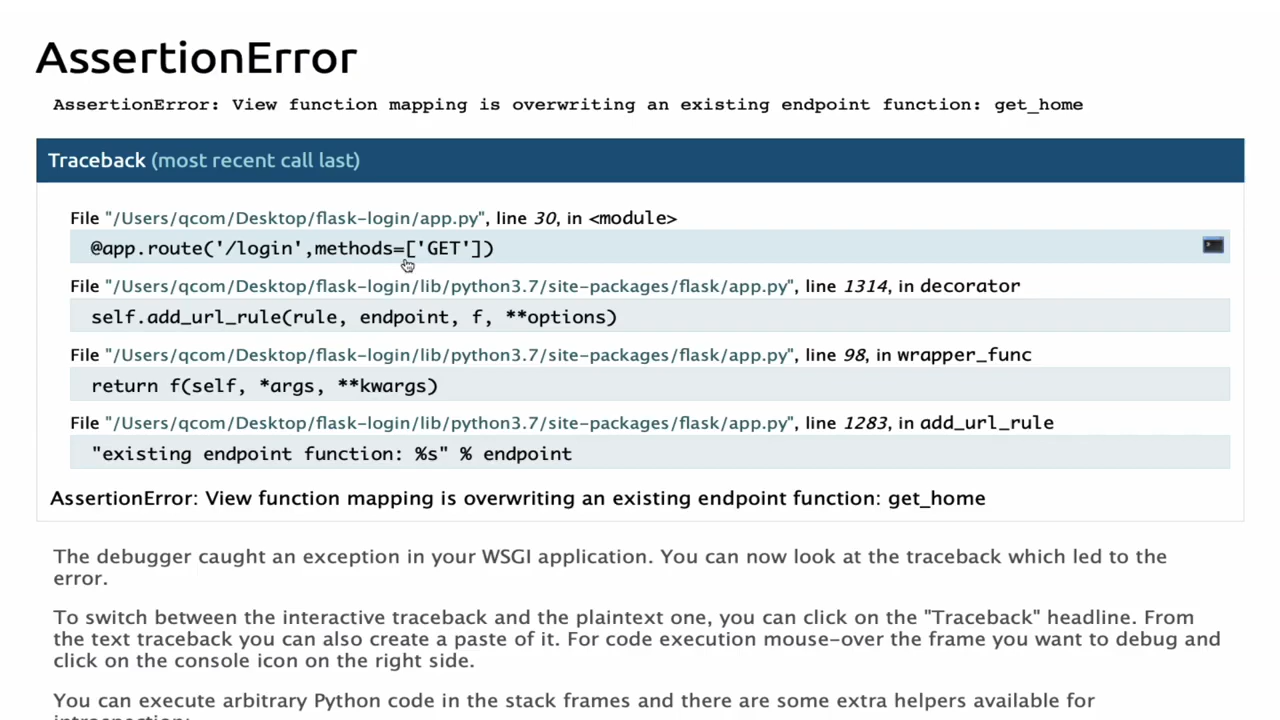 AssertionError
AssertionError: View function mapping is overwriting an existing endpoint function: get_home
Traceback (most recent call last)
File "/Users/qcom/Desktop/flask-login/app.py", line 30, in <module>
@app.route('/login',methods=['GET'])
File "/Users/qcom/Desktop/flask-login/lib/python3.7/site-packages/flask/app.py", line 1314, in decorator
self.add_url_rule(rule, endpoint, f, **options)
File "/Users/qcom/Desktop/flask-login/lib/python3.7/site-packages/flask/app.py", line 98, in wrapper_func
return f(self, *args, **kwargs)
File "/Users/qcom/Desktop/flask-login/lib/python3.7/site-packages/flask/app.py", line 1283, in add_url_rule
"existing endpoint function: %s" % endpoint
AssertionError: View function mapping is overwriting an existing endpoint function: get_home
The debugger caught an exception in your WSGI application. You can now look at the traceback which led to the
error.
To switch between the interactive traceback and the plaintext one, you can click on the "Traceback" headline. From
the text traceback you can also create a paste of it. For code execution mouse-over the frame you want to debug and
click on the console icon on the right side.
You can execute arbitrary Python code in the stack frames and there are some extra helpers available for
introspection: